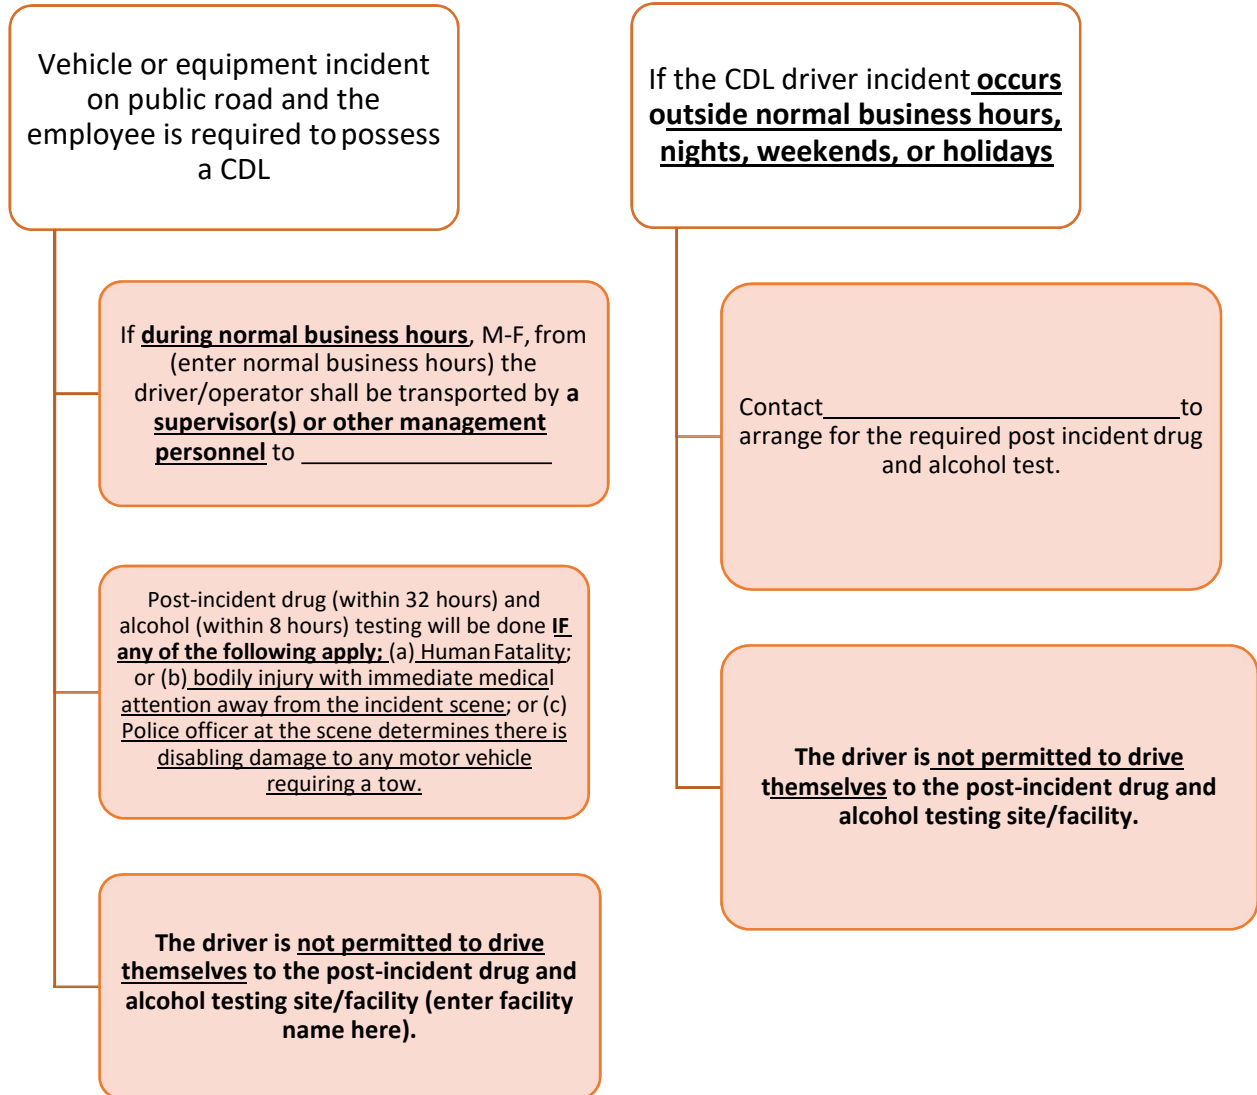 Vehicle or equipment incident
on public road and the
employee is required to possess
a CDL
If during normal business hours, M-F, from
(enter normal business hours) the
driver/operator shall be transported by a
supervisor(s) or other management
personnel to ___________________
Post-incident drug (within 32 hours) and
alcohol (within 8 hours) testing will be done IF
any of the following apply; (a) Human Fatality;
or (b) bodily injury with immediate medical
attention away from the incident scene; or (c)
Police officer at the scene determines there is
disabling damage to any motor vehicle
requiring a tow.
The driver is not permitted to drive
themselves to the post-incident drug and
alcohol testing site/facility (enter facility
name here).
If the CDL driver incident occurs
outside normal business hours,
nights, weekends, or holidays
Contact___________________________to
arrange for the required post incident drug
and alcohol test.
The driver is not permitted to drive
themselves to the post-incident drug and
alcohol testing site/facility.